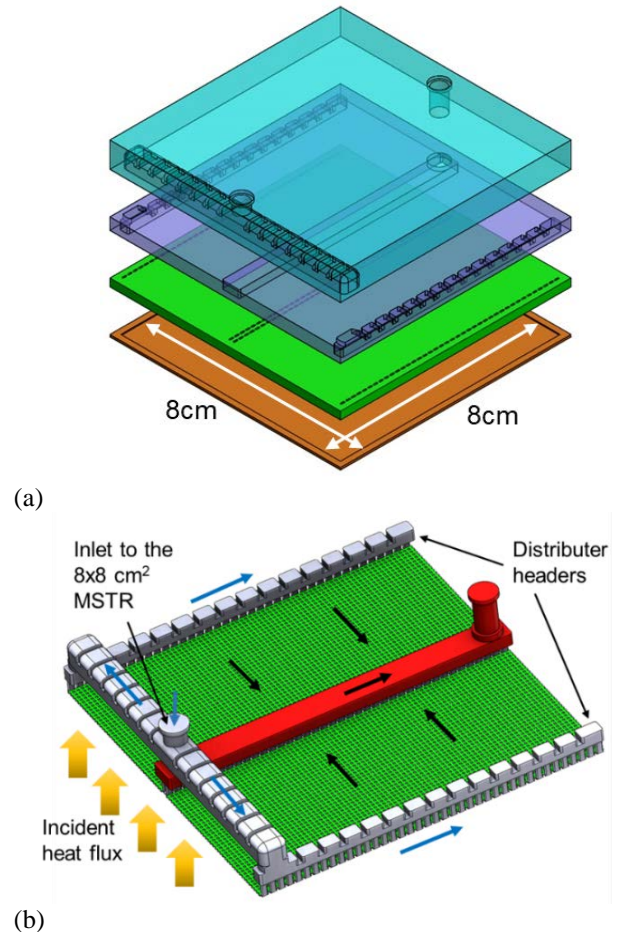 8cm
8cm
(a)
Inlet to the
8x8 cm²
MSTR
Distributer
headers
Incident
heat flux
(b)